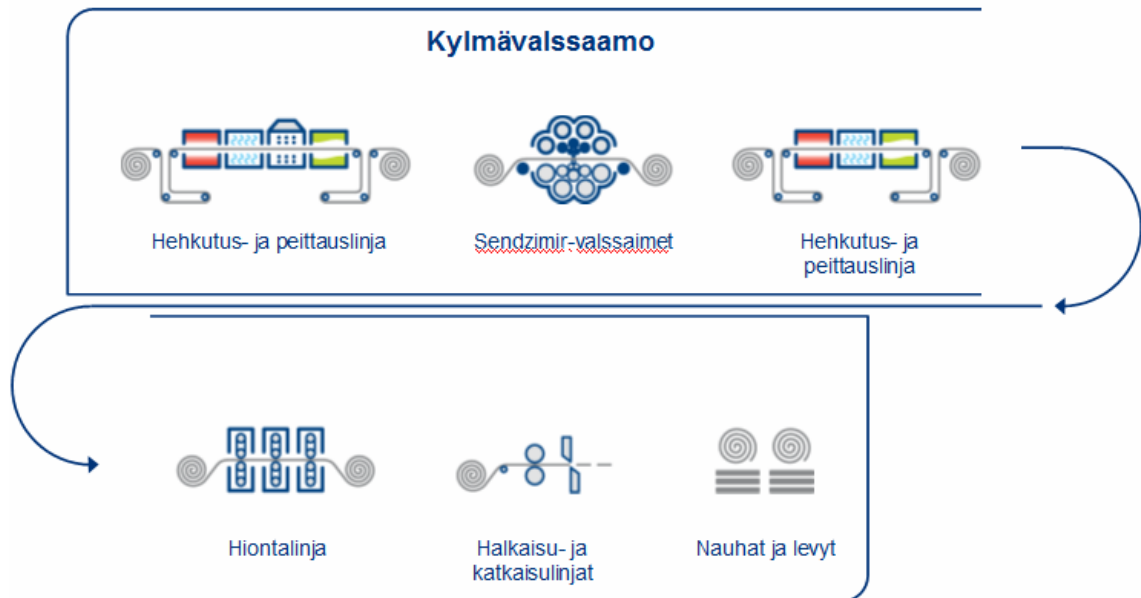 Kylmävalssaamo
Hehkutus- ja peittauslinja
Sendzimir-valssaimet
Hehkutus- ja
peittauslinja
Hiontalinja
Halkaisu- ja
katkaisulinjat
Nauhat ja levyt